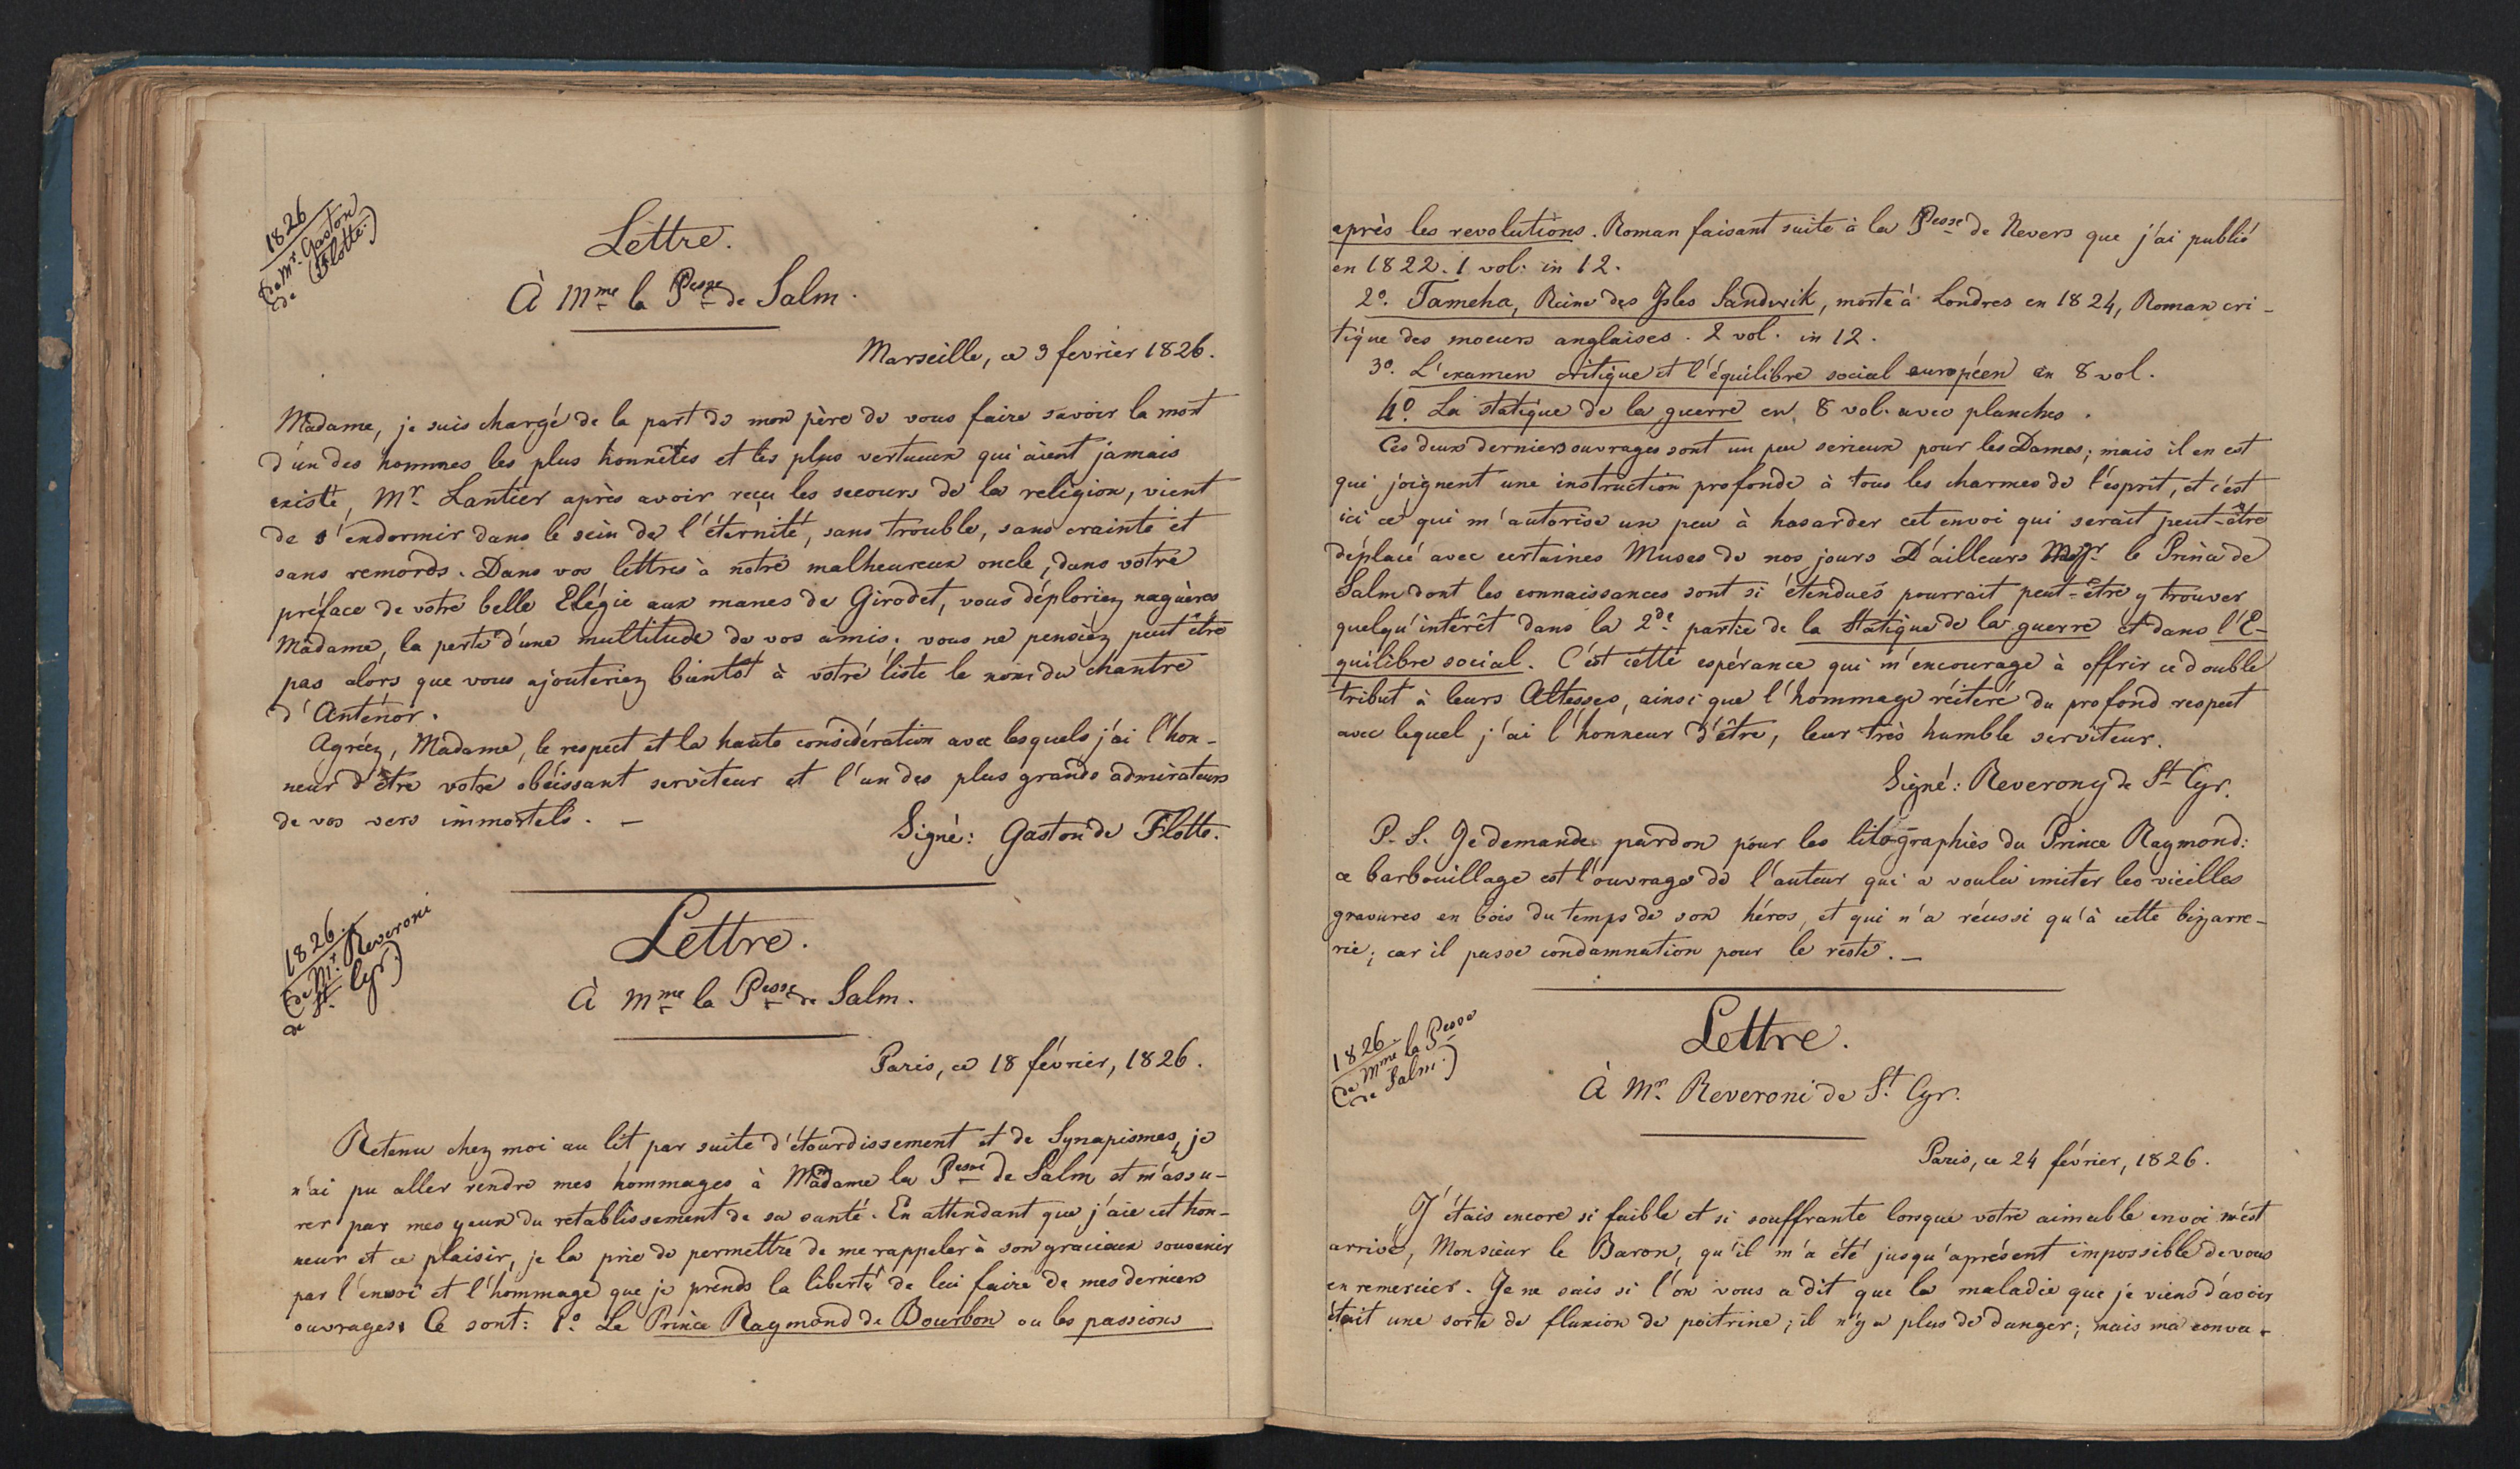 1826
(de Mr. Gaston
de Flotte.)
Lettre.
À Mme la Pesse de Salm.
Marseille, ce 3 fevrier 1826.
Madame, je suis chargé de la part de mon père de vous faire savoir la mort
d'un des hommes les plus honnêtes et les plus vertueux qui aient jamais
existé, Mr. Lantier après avoir reçu les secours de la religion, vient
de s'endormir dans le sein de l'éternité, sans trouble, sans crainte et
sans remords. Dans vos lettres à notre malheureux oncle, dans votre
préface de votre belle Elégie aux manes de Girodet, vous déploriez naguères
Madame, la perte d'une multitude de vos amis; vous ne pensiez peut être
pas alors que vous ajouteriez bientôt à votre liste le nom du chantre
d'Anténor.
Agréez, Madame, le respect et la haute considération avec lesquels j'ai l'hon-
neur d'être votre obéissant serviteur et l'un des plus grands admirateurs
de vos vers immortels. —
Signé: Gaston de Flotte.
1826.
(de Mr. Reveroni
de St. Cyr)
Lettre.
À Mme la Pesse de Salm.
Paris, ce 18 février, 1826.
Retenu chez moi au lit par suite d'étourdissement et de Synapismes, je
n'ai pu aller rendre mes hommages à Madame la Pesse de Salm et m'assu-
rer par mes yeux du retablissement de sa santé. En attendant que j'aie cet hon-
neur et ce plaisir, je la prie de permettre de me rappeler à son gracieux souvenir
par l'envoi et l'hommage que je prends la liberté de lui faire de mes derniers
ouvrages. Ce sont: 1o. Le Prince Raymond de Bourbon ou les passions
après les revolutions. Roman faisant suite à la Pesse de Nevers que j'ai publié
en 1822. 1 vol. in 12.
2o. Tameha, Reine des Isles Sandwik, morte à Londres en 1824, Roman cri-
tique des moeurs anglaises. 2 vol. in 12.
3o. L'examen critique et l'équilibre social européen en 8 vol.
4o. La statique de la guerre en 8 vol. avec planches.
Ces deux derniers ouvrages sont un peu serieux pour les Dames; mais il en est
qui joignent une instruction profonde à tous les charmes de l'esprit, et c'est
ici ce qui m'autorise un peu à hasarder cet envoi qui serait peut-être
déplacé avec certaines Muses de nos jours D'ailleurs le Prince de
Salm dont les connaissances sont si étendues pourrait peut-être y trouver
quelqu'intérêt dans la 2de. partie de la Statique de la guerre et dans l'E-
quilibre social. C'est cette espérance qui m'encourage à offrir ce double
tribut à leurs Altesses, ainsi que l'hommage réiteré du profond respect
avec lequel j'ai l'honneur d'être, leur très humble serviteur.
Signé: Reverony de St. Cyr.
P. S. Je demande pardon pour les litographies du Prince Raymond:
ce barbouillage est l'ouvrage de l'auteur qui a voulu imiter les vieilles
gravures en bois du temps de son héros, et qui n'a réussi qu'à cette bizarre-
rie; car il passe condamnation pour le reste. —
1826.
(de Mme la Pesse
de Salm.)
Lettre.
À Mr. Reveroni de St. Cyr.
Paris, ce 24 février, 1826.
J'étais encore si faible et si souffrante lorsque votre aimable envoi m'est
arrivé, Monsieur le Baron, qu'il m'a été jusqu'aprésent impossible de vous
en remercier. Je ne sais si l'on vous a dit que la maladie que je viens d'avoir
était une sorte de fluxion de poitrine; il n'y a plus de danger; mais ma conva-